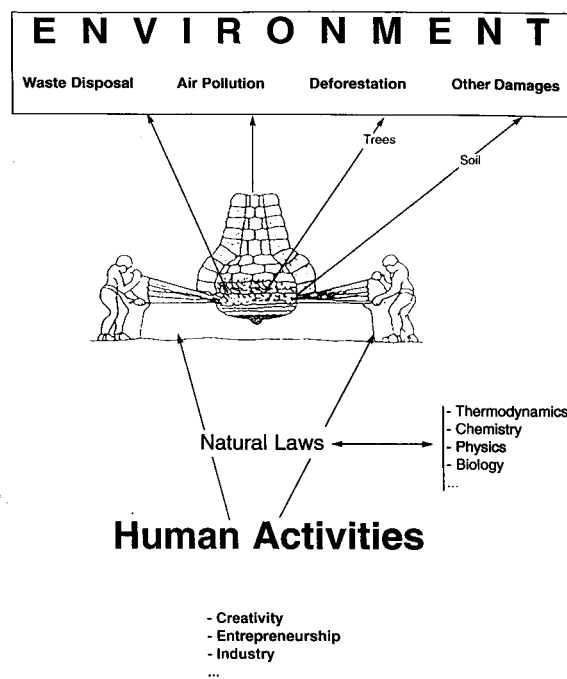 ENVIRONMENT
Waste Disposal Air Pollution Deforestation Other Damages
Trees
Soil
- Thermodynamics
- Chemistry
Natural Laws
- Physics
- Biology
...
Human Activities
- Creativity
- Entrepreneurship
- Industry
...